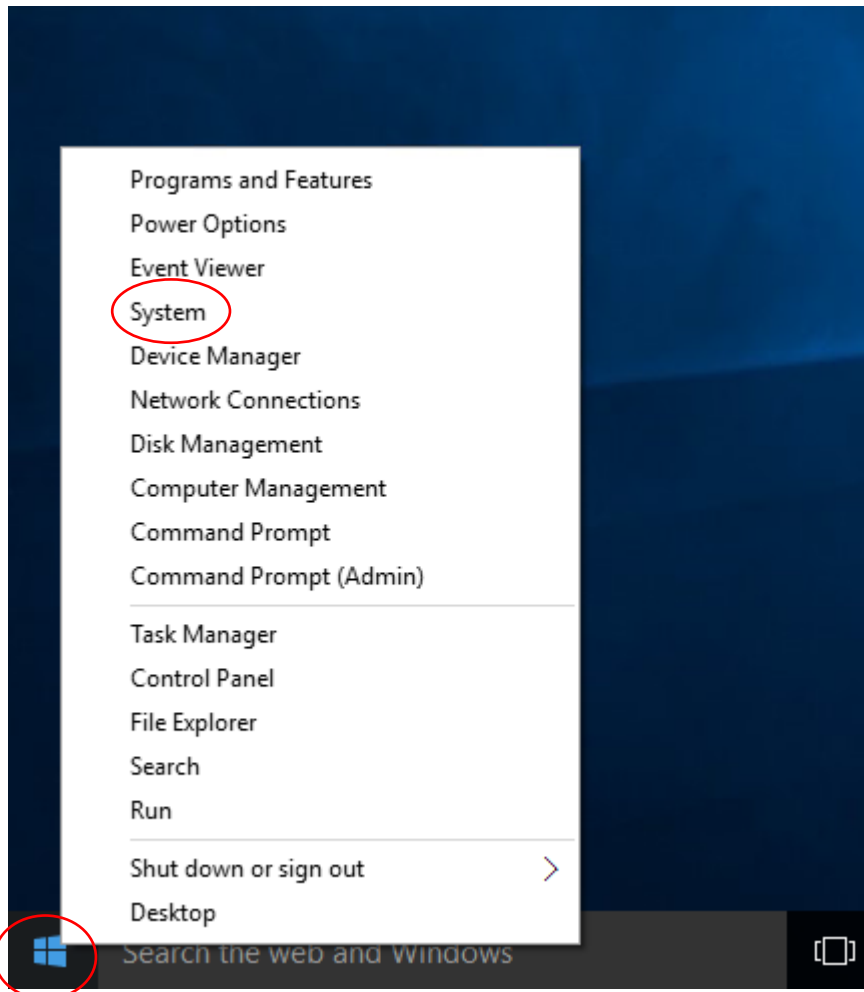 Programs and Features
Power Options
Event Viewer
System
Device Manager
Network Connections
Disk Management
Computer Management
Command Prompt
Command Prompt (Admin)
Task Manager
Control Panel
File Explorer
Search
Run
Shut down or sign out
Desktop
Search the web and Windows